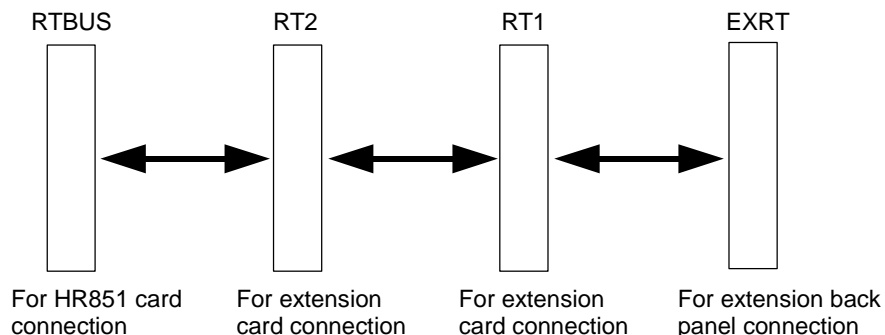 RTBUS
RT2
RT1
EXRT
For HR851 card
connection
For extension
card connection
For extension
card connection
For extension back
panel connection